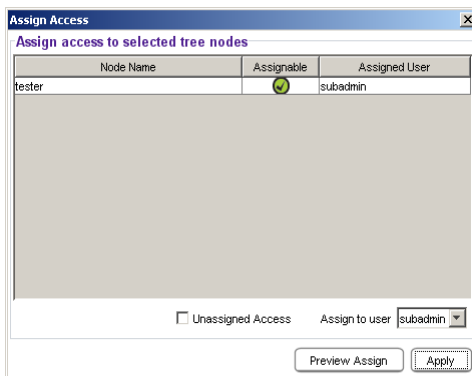 Assign Access
Assign access to selected tree nodes
Node Name Assignable Assigned User
tester subadmin
Unassigned Access Assign to user subadmin
Preview Assign Apply